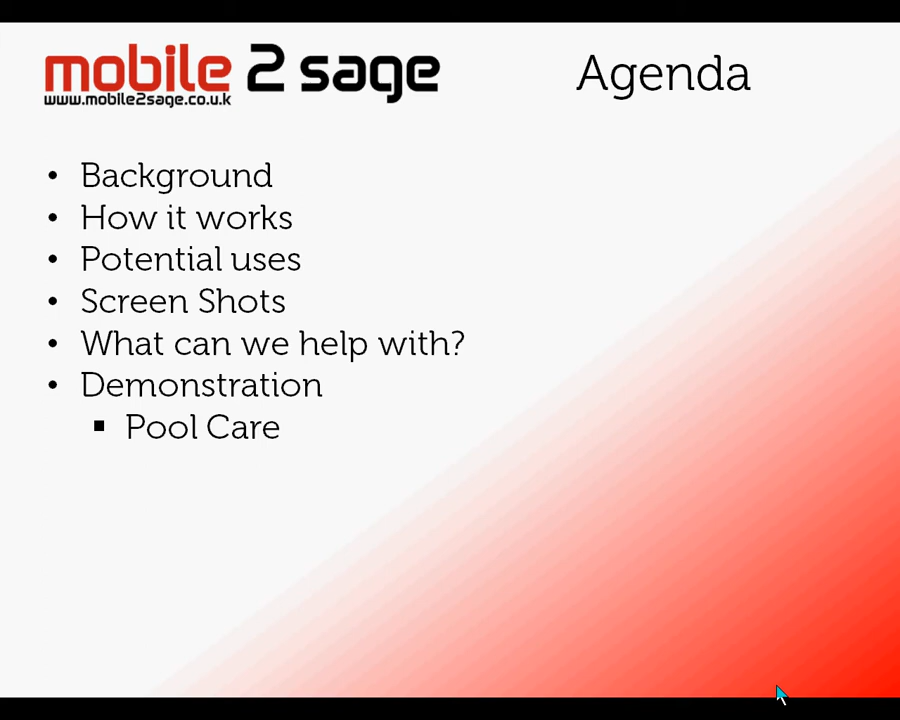 mobile 2 sage
www.mobile2sage.co.uk
Agenda
• Background
• How it works
• Potential uses
• Screen Shots
• What can we help with?
• Demonstration
▪ Pool Care